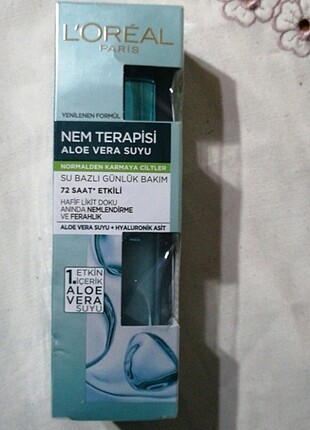 L'ORÉAL
PARIS
YENİLENEN FORMÜL
NEM TERAPİSİ
ALOE VERA SUYU
NORMALDEN KARMAYA CİLTLER
SU BAZLI GÜNLÜK BAKIM
72 SAAT* ETKİLİ
HAFİF LİKİT DOKU
ANINDA NEMLENDİRME
VE FERAHLIK
ALOE VERA SUYU + HYALURONİK ASİT
1. ETKİN
İÇERİK
ALOE
VERA
SUYU